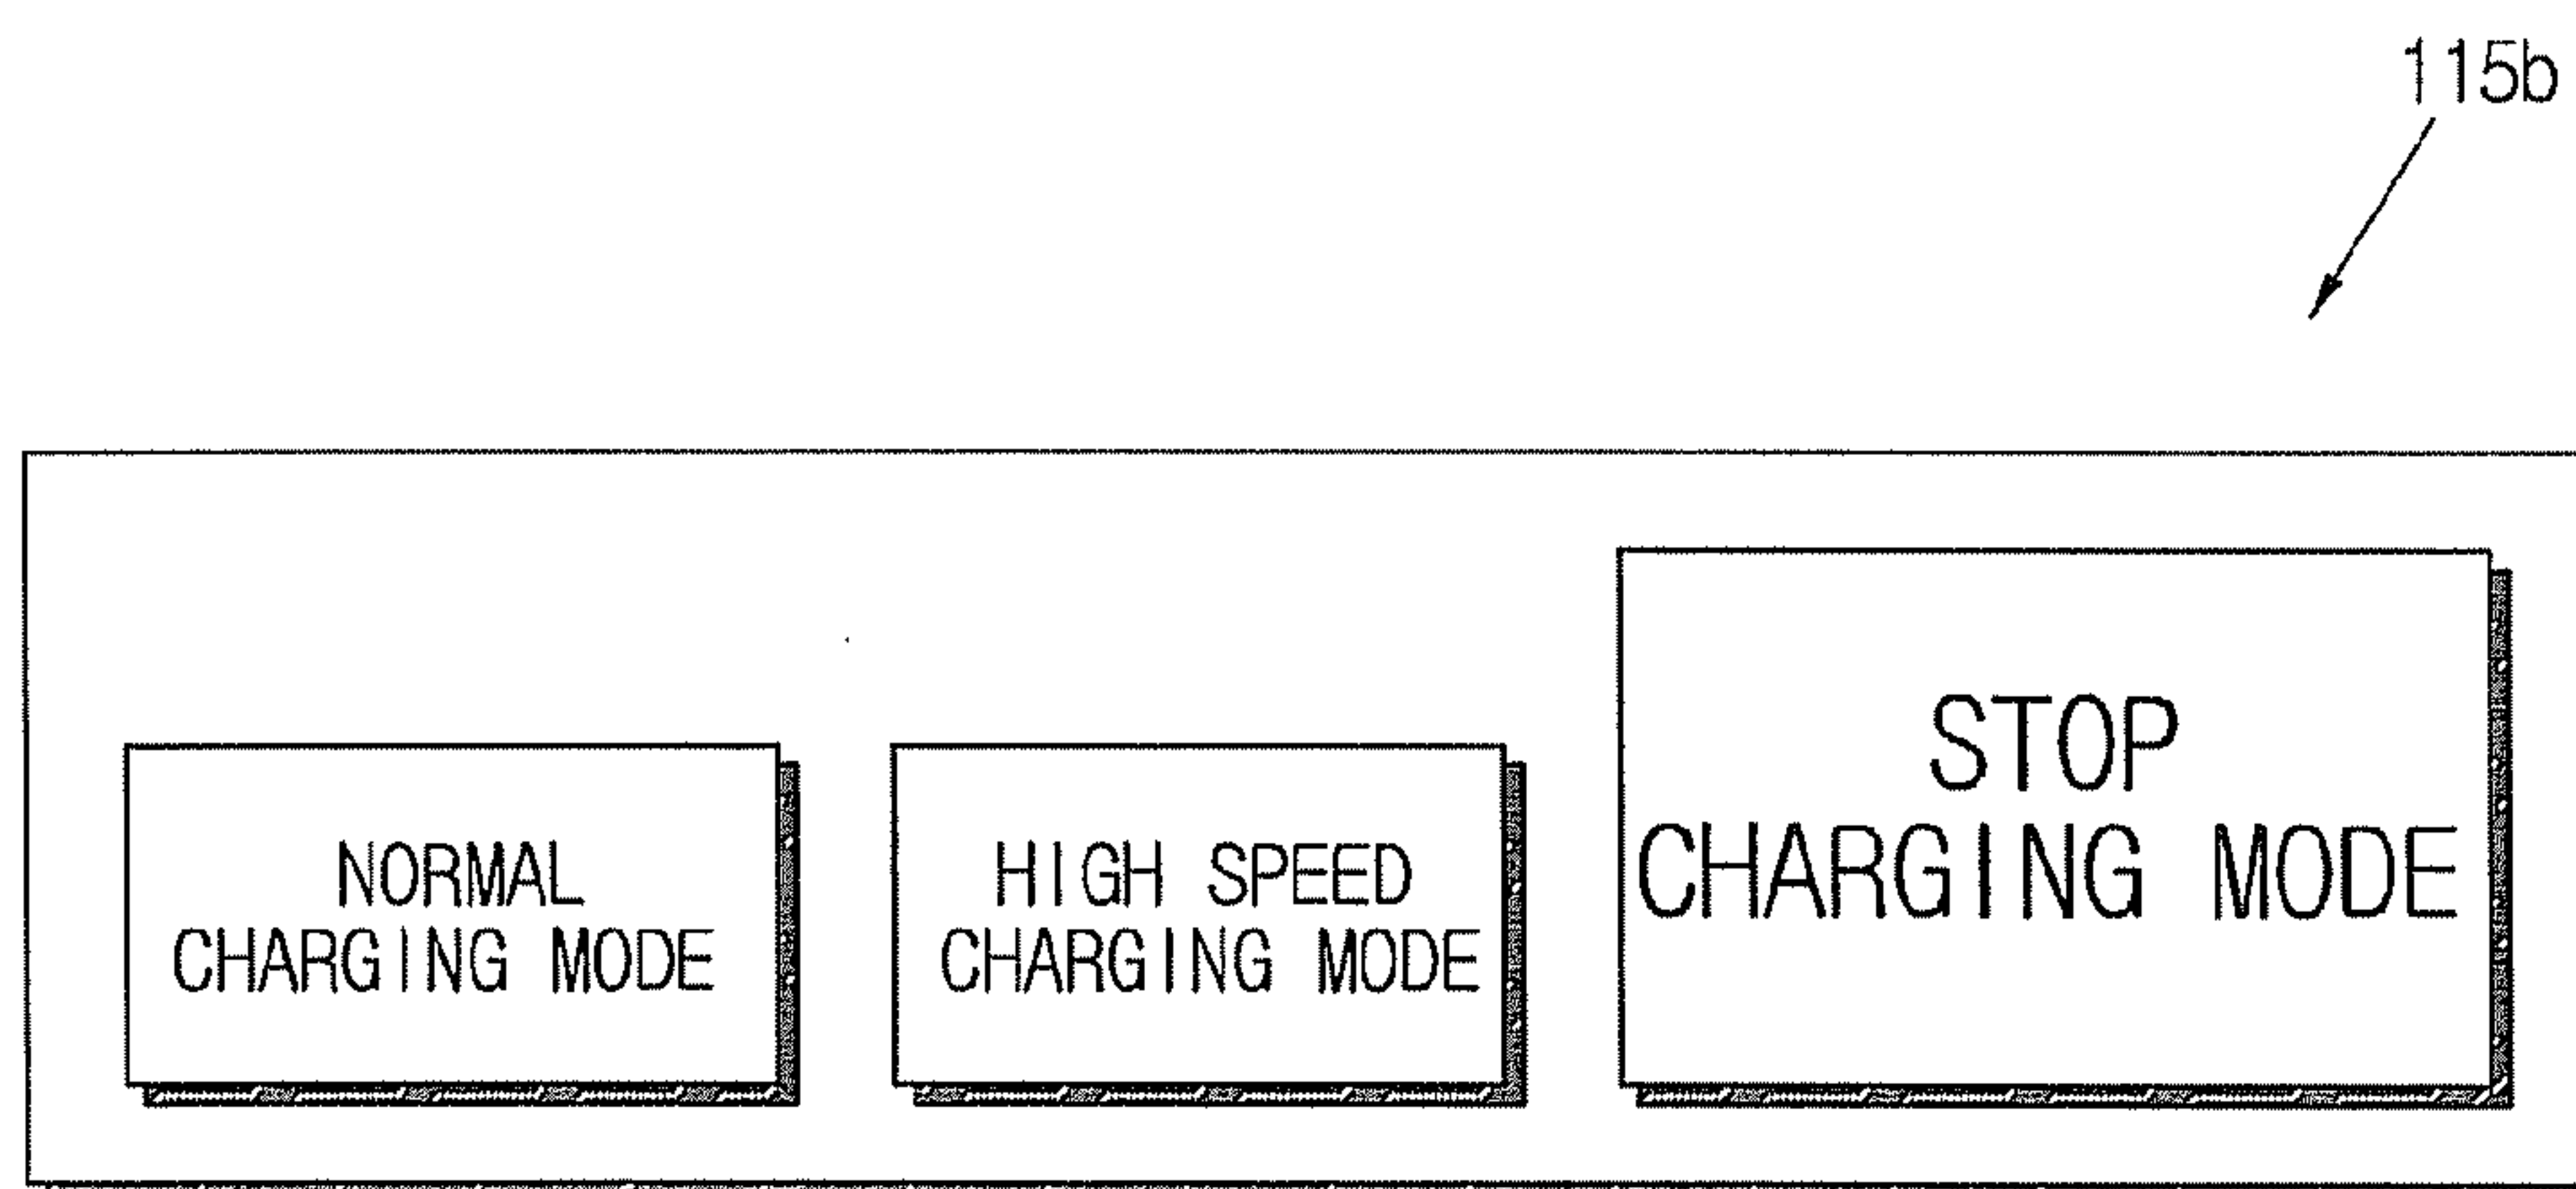 115b
NORMAL
CHARGING MODE
HIGH SPEED
CHARGING MODE
STOP
CHARGING MODE